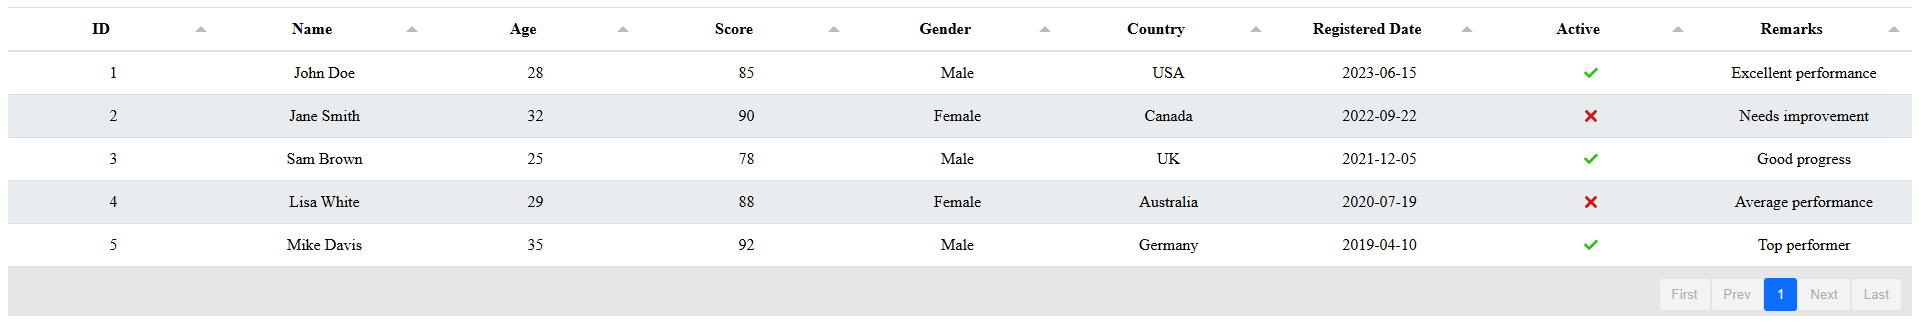 ID Name Age Score Gender Country Registered Date Active Remarks
1 John Doe 28 85 Male USA 2023-06-15 Excellent performance
2 Jane Smith 32 90 Female Canada 2022-09-22 Needs improvement
3 Sam Brown 25 78 Male UK 2021-12-05 Good progress
4 Lisa White 29 88 Female Australia 2020-07-19 Average performance
5 Mike Davis 35 92 Male Germany 2019-04-10 Top performer
First Prev 1 Next Last